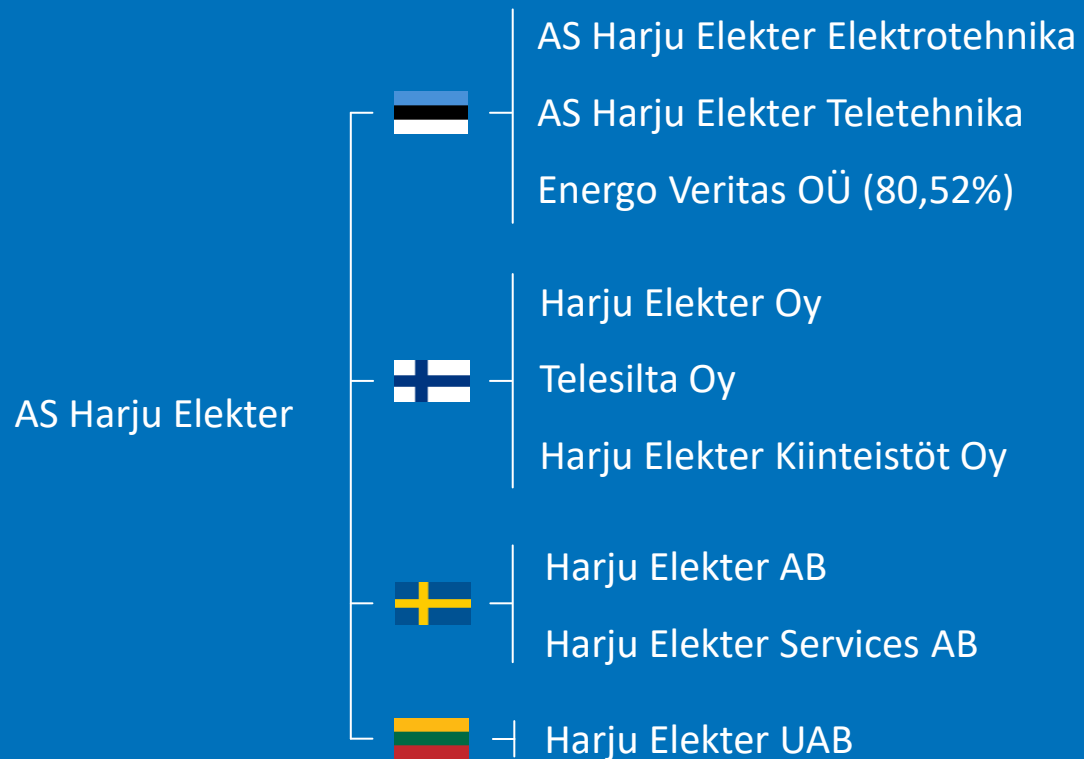 AS Harju Elekter
AS Harju Elekter Elektrotehnika
AS Harju Elekter Teletehnika
Energo Veritas OÜ (80,52%)
Harju Elekter Oy
Telesilta Oy
Harju Elekter Kiinteistöt Oy
Harju Elekter AB
Harju Elekter Services AB
Harju Elekter UAB